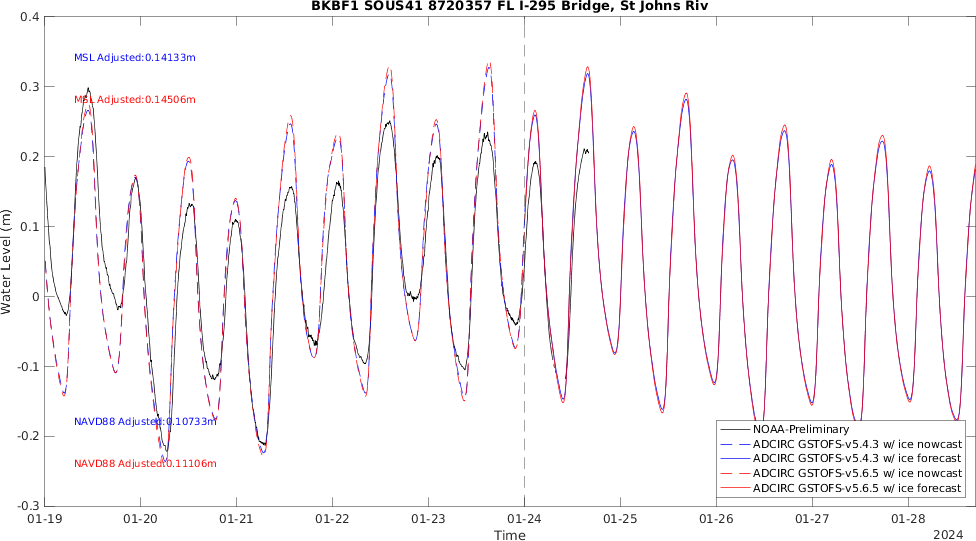 BKBF1 SOUS41 8720357 FL I-295 Bridge, St Johns Riv
0.4
0.3
0.2
0.1
0
-0.1
-0.2
-0.3
Water Level (m)
MSL Adjusted:0.14133m
MSL Adjusted:0.14506m
NAVD88 Adjusted:0.10733m
NAVD88 Adjusted:0.11106m
NOAA-Preliminary
ADCIRC GSTOFS-v5.4.3 w/ ice nowcast
ADCIRC GSTOFS-v5.4.3 w/ ice forecast
ADCIRC GSTOFS-v5.6.5 w/ ice nowcast
ADCIRC GSTOFS-v5.6.5 w/ ice forecast
01-19 01-20 01-21 01-22 01-23 01-24 01-25 01-26 01-27 01-28
Time
2024